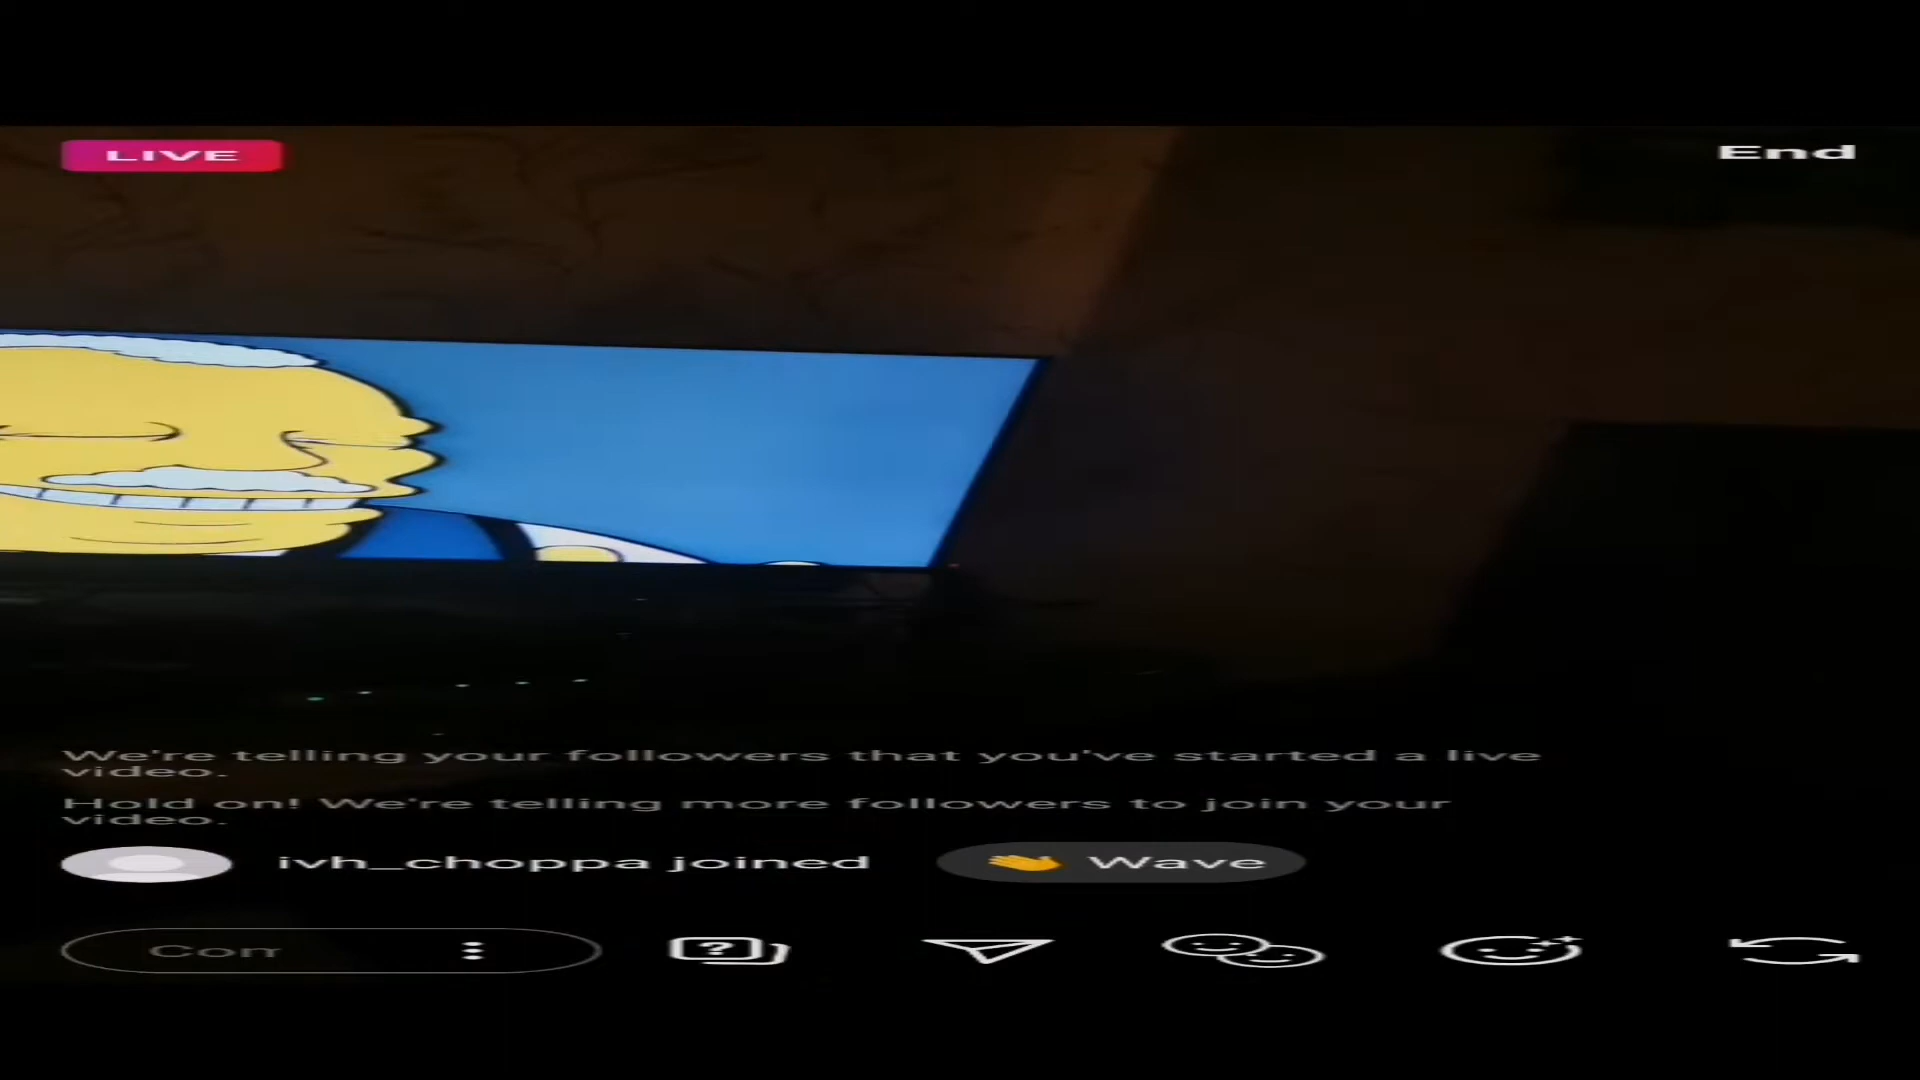 LIVE
End
We're telling your followers that you've started a live
video.
Hold on! We're telling more followers to join your
video.
ivh_choppa joined
Wave
Com